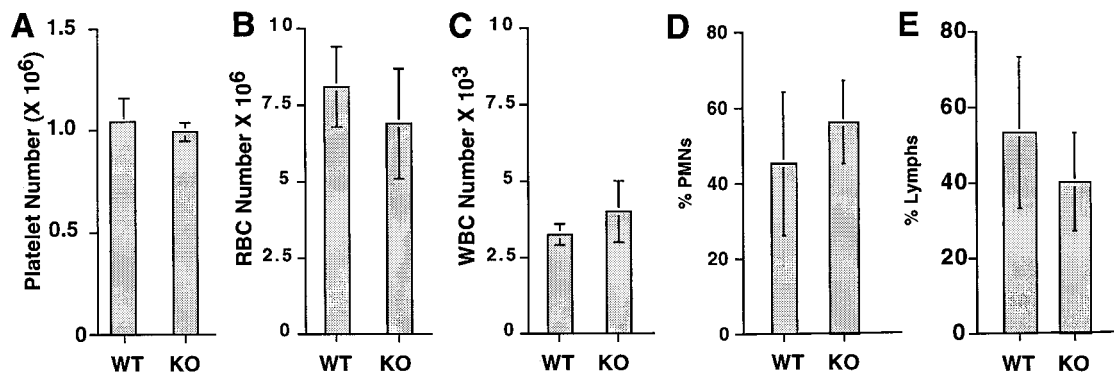 A
Platelet Number (X 10⁶)
1.5
1.0
0.5
0
WT KO
B
RBC Number X 10⁶
10
7.5
5
2.5
0
WT KO
C
WBC Number X 10³
10
7.5
5
2.5
0
WT KO
D
% PMNs
80
60
40
20
0
WT KO
E
% Lymphs
80
60
40
20
0
WT KO